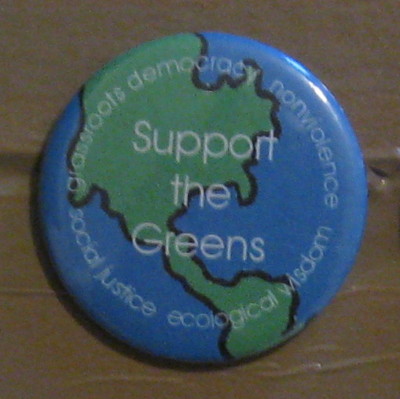 Support
the
Greens
grassroots democracy
nonviolence
ecological wisdom
social justice